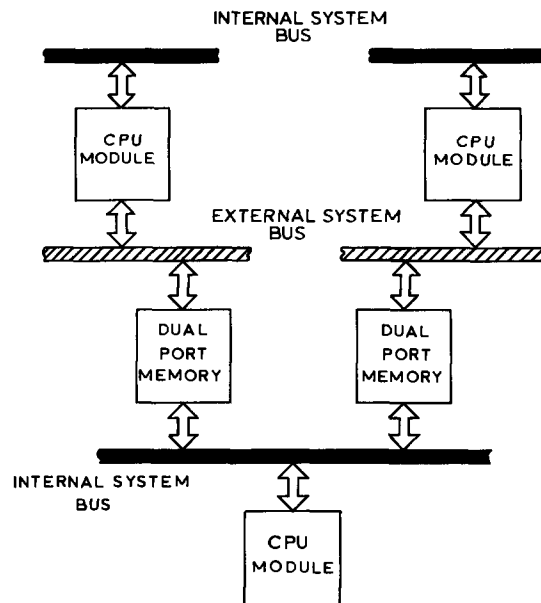 INTERNAL SYSTEM
BUS
CPU
MODULE
CPU
MODULE
EXTERNAL SYSTEM
BUS
DUAL
PORT
MEMORY
DUAL
PORT
MEMORY
INTERNAL SYSTEM
BUS
CPU
MODULE